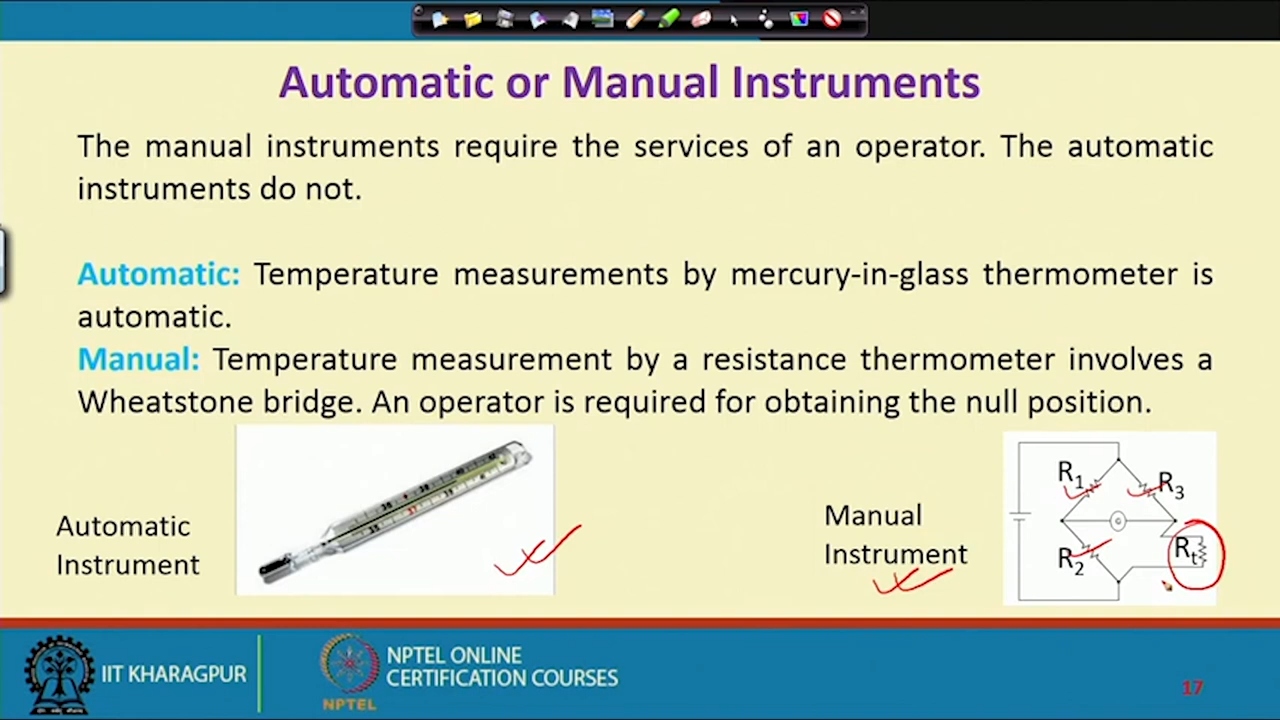 Automatic or Manual Instruments
The manual instruments require the services of an operator. The automatic
instruments do not.
Automatic: Temperature measurements by mercury-in-glass thermometer is
automatic.
Manual: Temperature measurement by a resistance thermometer involves a
Wheatstone bridge. An operator is required for obtaining the null position.
Automatic
Instrument
Manual
Instrument
R1
R3
G
R2
Rt
IIT KHARAGPUR
NPTEL
NPTEL ONLINE
CERTIFICATION COURSES
17